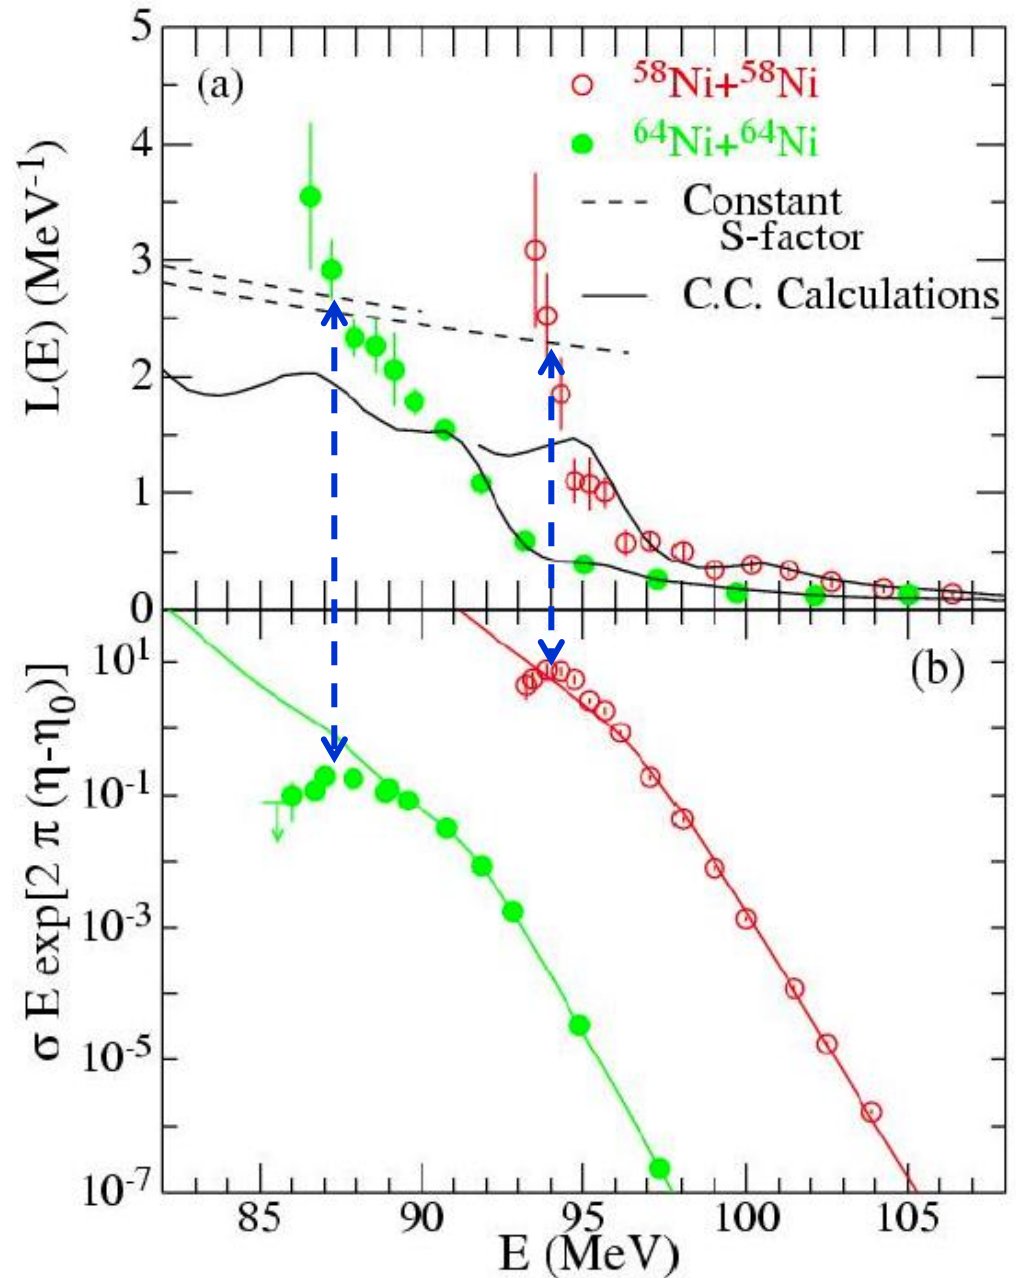 5
4
3
2
1
0
L(E) (MeV⁻¹)
(a)
⁵⁸Ni+⁵⁸Ni
⁶⁴Ni+⁶⁴Ni
Constant
S-factor
C.C. Calculations
(b)
10¹
10⁻¹
10⁻³
10⁻⁵
10⁻⁷
σ E exp[2 π (η-η₀)]
85 90 95 100 105
E (MeV)